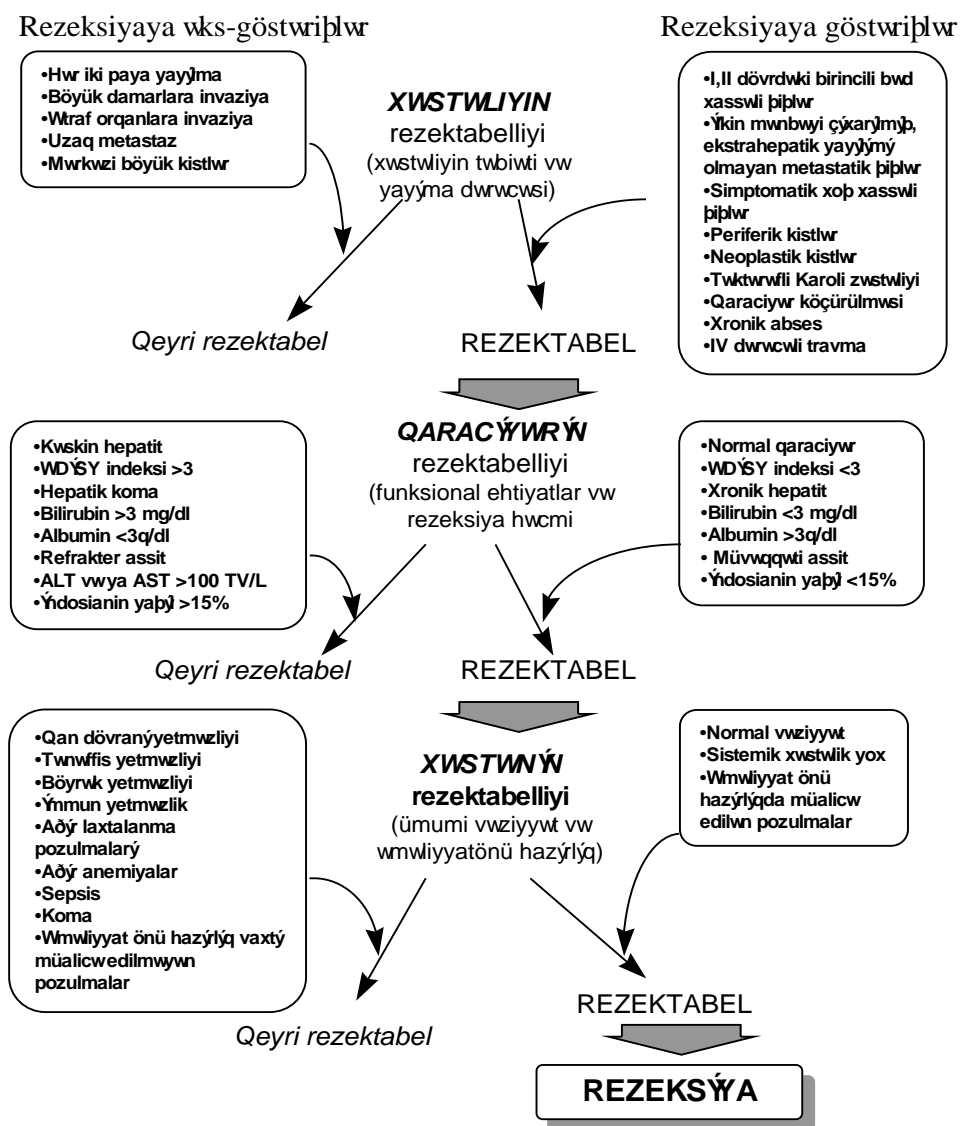 Rezeksiyaya wks-göstwriþlwr
Rezeksiyaya göstwriþlwr
•Hwr iki paya yayýlma
•Böyük damarlara invaziya
•Wtraf orqanlara invaziya
•Uzaq metastaz
•Mwrkwzi böyük kistlwr
XWSTWLIYIN
rezektabelliyi
(xwstwliyin twbiwti vw
yayýma dwrwcwsi)
•I,II dövrdwki birincili bwd
xasswli þiþlwr
•Ýlkin mwnbwyi çýxarýlmýþ,
ekstrahepatik yayýlýmý
olmayan metastatik þiþlwr
•Simptomatik xoþ xasswli
þiþlwr
•Periferik kistlwr
•Neoplastik kistlwr
•Twktwrwfli Karoli zwstwliyi
•Qaraciywr köçürülmwsi
•Xronik abses
•IV dwrwcwli travma
Qeyri rezektabel
REZEKTABEL
•Kwskin hepatit
•WDÝSY indeksi >3
•Hepatik koma
•Bilirubin >3 mg/dl
•Albumin <3q/dl
•Refrakter assit
•ALT vwya AST >100 TV/L
•Ýndosianin yaþýl >15%
QARACÝYWRÝN
rezektabelliyi
(funksional ehtiyatlar vw
rezeksiya hwcmi
•Normal qaraciywr
•WDÝSY indeksi <3
•Xronik hepatit
•Bilirubin <3 mg/dl
•Albumin >3q/dl
• Müvwqqwti assit
•Ýndosianin yaþýl <15%
Qeyri rezektabel
REZEKTABEL
•Qan dövraný yetmwzliyi
•Twnwffis yetmwzliyi
•Böyrwk yetmwzliyi
•Ýmmun yetmwzlik
•Aðýr laxtalanma
pozulmalarý
•Aðýr anemiyalar
•Sepsis
•Koma
•Wmwliyyat önü hazýrlýq vaxtý
müalicw edilmwywn
pozulmalar
XWSTWNÝN
rezektabelliyi
(ümumi vwziyywt vw
wmwliyyatönü hazýrlýq)
•Normal vwziyywt
•Sistemik xwstwlik yox
•Wmwliyyat önü
hazýrlýqda müalicw
edilwn pozulmalar
Qeyri rezektabel
REZEKTABEL
REZEKSÝYA